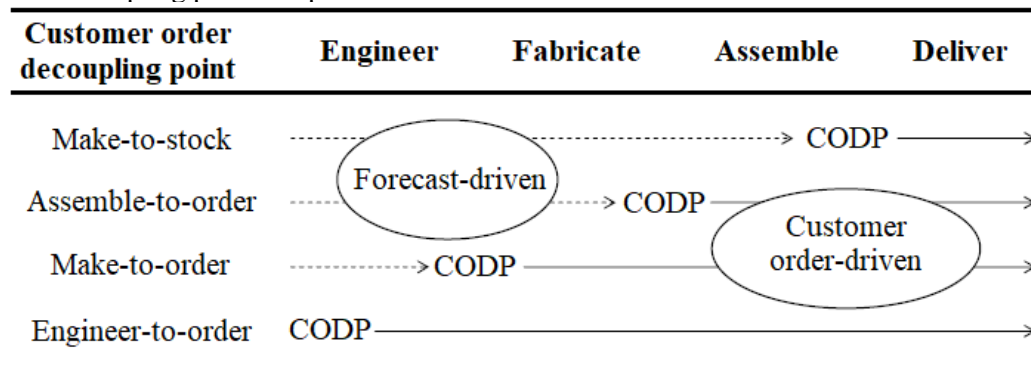 Customer order
decoupling point
Engineer Fabricate Assemble Deliver
Make-to-stock CODP
Forecast-driven
Assemble-to-order CODP
Customer
order-driven
Make-to-order CODP
Engineer-to-order CODP